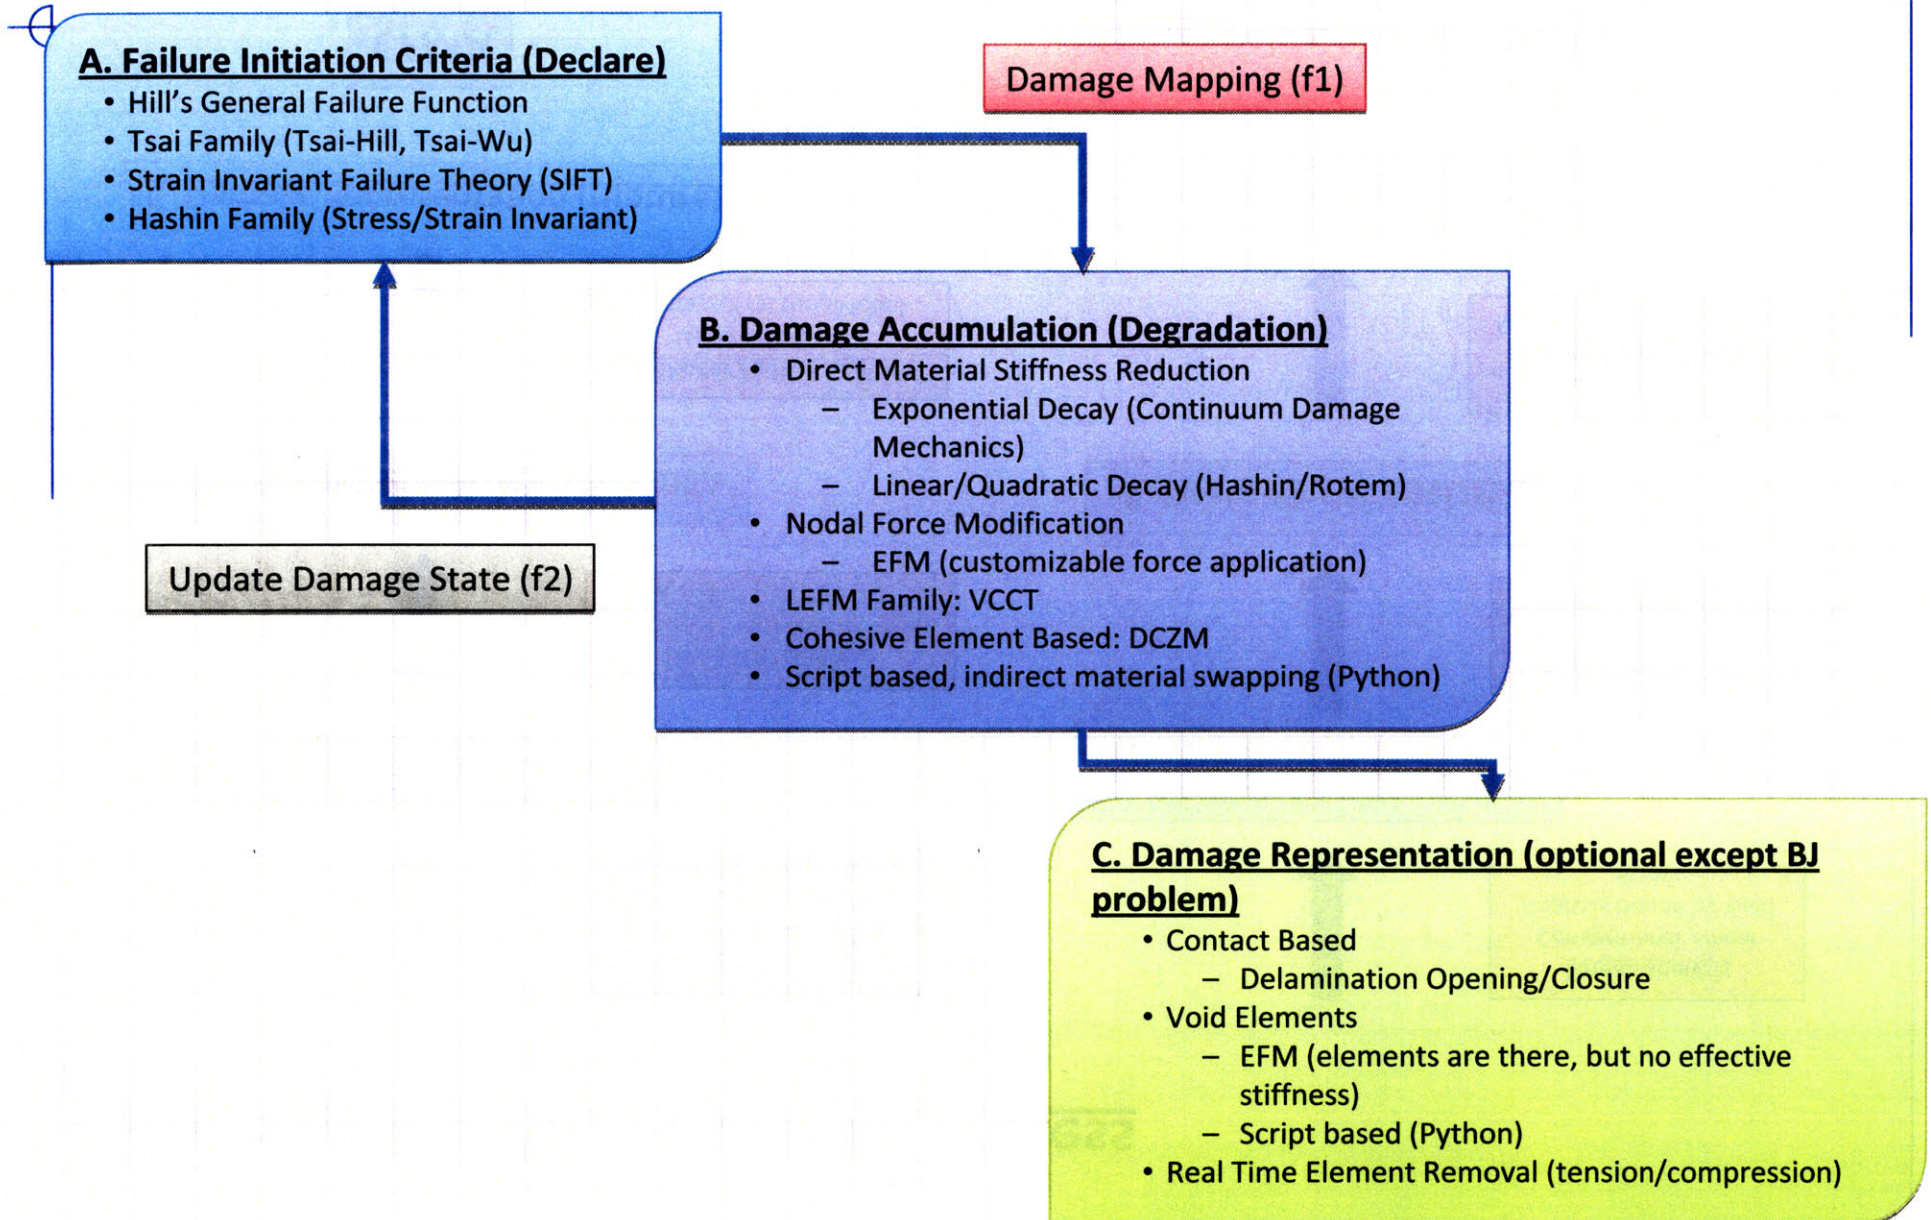 A. Failure Initiation Criteria (Declare)
• Hill's General Failure Function
• Tsai Family (Tsai-Hill, Tsai-Wu)
• Strain Invariant Failure Theory (SIFT)
• Hashin Family (Stress/Strain Invariant)
Damage Mapping (f1)
B. Damage Accumulation (Degradation)
• Direct Material Stiffness Reduction
– Exponential Decay (Continuum Damage
Mechanics)
– Linear/Quadratic Decay (Hashin/Rotem)
• Nodal Force Modification
– EFM (customizable force application)
• LEFM Family: VCCT
• Cohesive Element Based: DCZM
• Script based, indirect material swapping (Python)
Update Damage State (f2)
C. Damage Representation (optional except BJ
problem)
• Contact Based
– Delamination Opening/Closure
• Void Elements
– EFM (elements are there, but no effective
stiffness)
– Script based (Python)
• Real Time Element Removal (tension/compression)